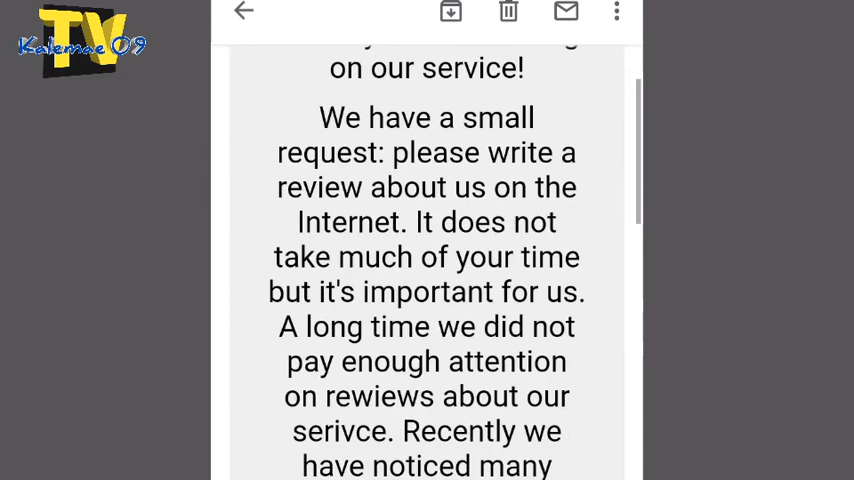 TV
Kalemae 09
on our service!
We have a small
request: please write a
review about us on the
Internet. It does not
take much of your time
but it's important for us.
A long time we did not
pay enough attention
on rewiews about our
serivce. Recently we
have noticed many